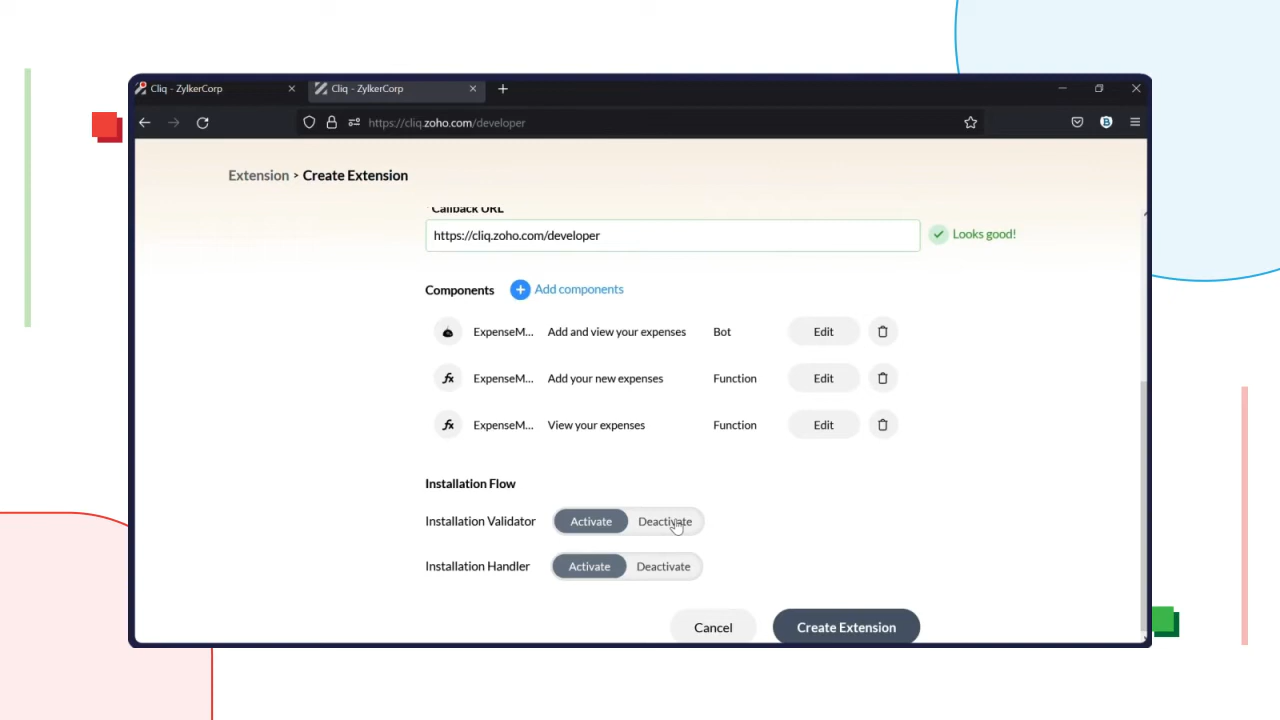 Cliq - ZylkerCorp
Cliq - ZylkerCorp
https://cliq.zoho.com/developer
Extension > Create Extension
* Callback URL
https://cliq.zoho.com/developer
Looks good!
Components
Add components
ExpenseM... Add and view your expenses Bot Edit
fx ExpenseM... Add your new expenses Function Edit
fx ExpenseM... View your expenses Function Edit
Installation Flow
Installation Validator Activate Deactivate
Installation Handler Activate Deactivate
Cancel Create Extension